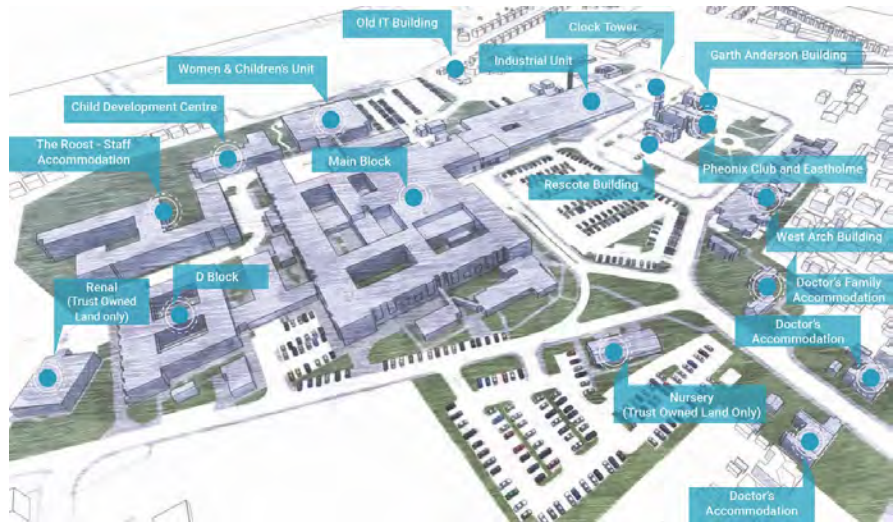 Old IT Building
Clock Tower
Garth Anderson Building
Women & Children's Unit
Industrial Unit
Child Development Centre
The Roost - Staff
Accommodation
Main Block
Rescote Building
Pheonix Club and Eastholme
West Arch Building
D Block
Renal
(Trust Owned
Land only)
Doctor's Family
Accommodation
Doctor's
Accommodation
Nursery
(Trust Owned Land Only)
Doctor's
Accommodation